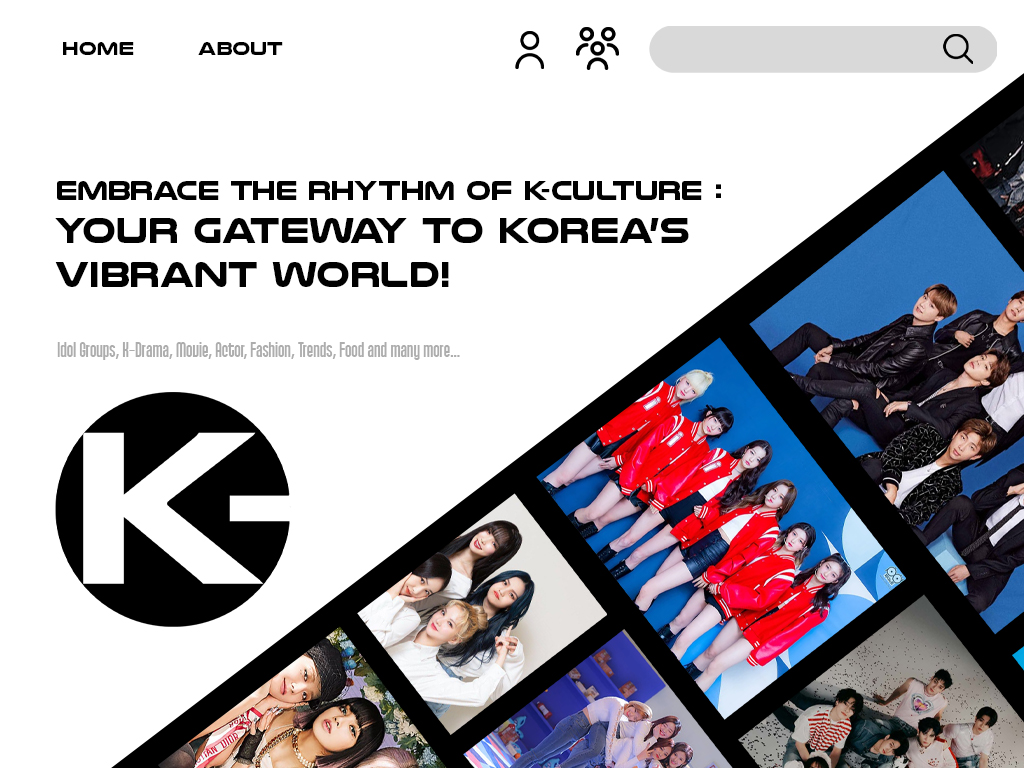 HOME
ABOUT
EMBRACE THE RHYTHM OF K-CULTURE :
YOUR GATEWAY TO KOREA'S
VIBRANT WORLD!
Idol Groups, K-Drama, Movie, Actor, Fashion, Trends, Food and many more...
K-